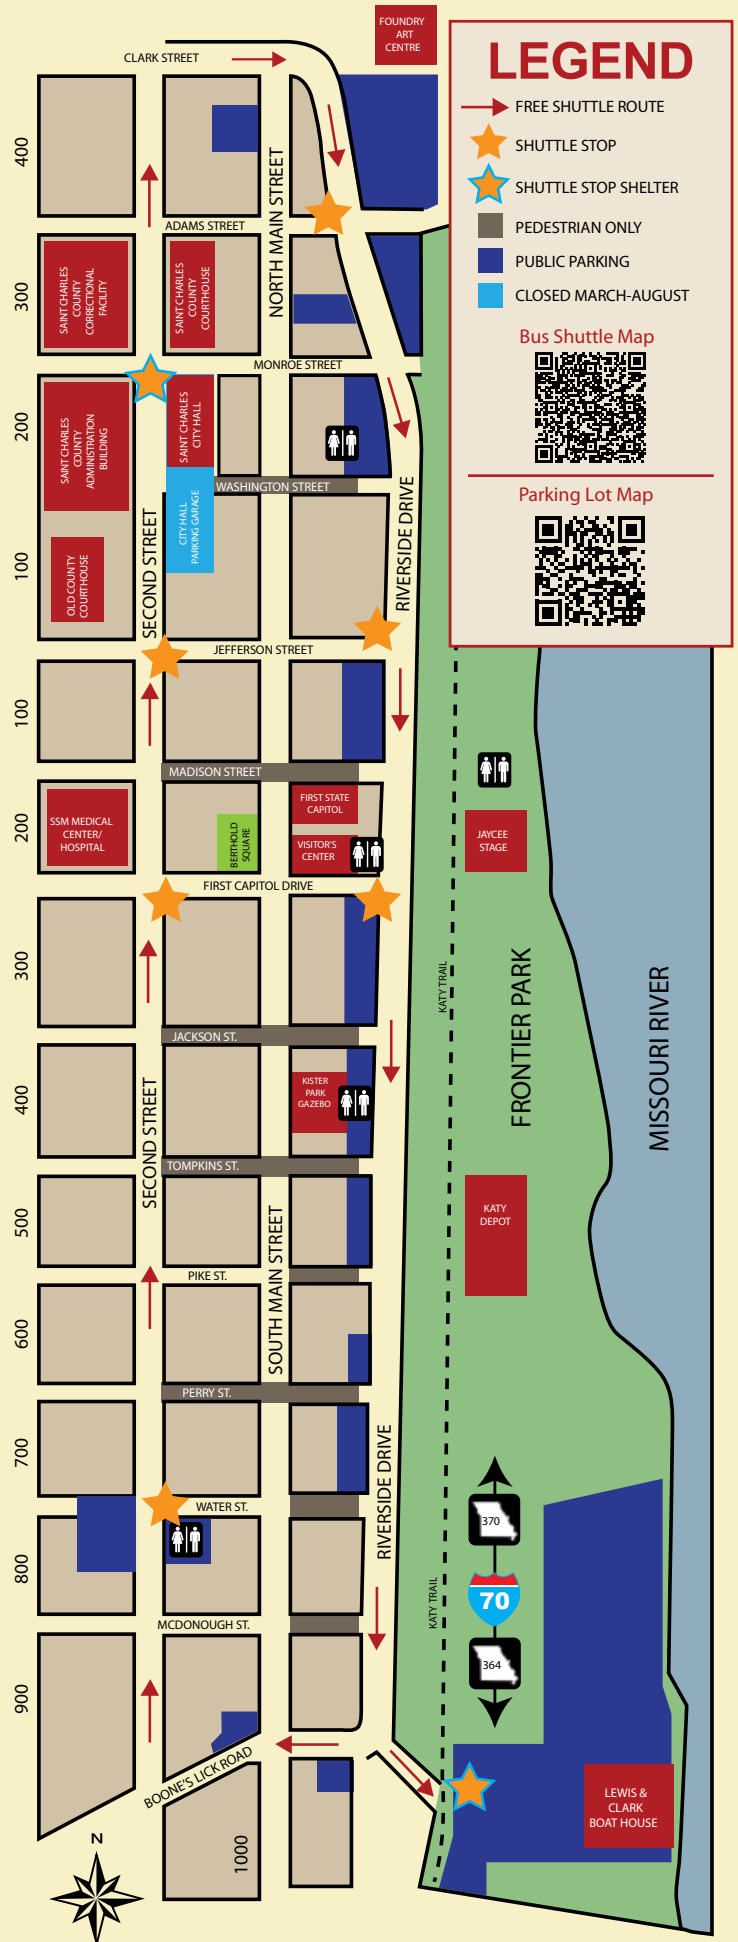 FOUNDRY
ART
CENTRE
CLARK STREET
LEGEND
FREE SHUTTLE ROUTE
SHUTTLE STOP
SHUTTLE STOP SHELTER
PEDESTRIAN ONLY
PUBLIC PARKING
CLOSED MARCH-AUGUST
Bus Shuttle Map
Parking Lot Map
400
NORTH MAIN STREET
ADAMS STREET
300
SAINT CHARLES
COUNTY
CORRECTIONAL
FACILITY
SAINT CHARLES
COUNTY
COURTHOUSE
MONROE STREET
200
SAINT CHARLES
COUNTY
ADMINISTRATION
BUILDING
SAINT CHARLES
CITY HALL
WASHINGTON STREET
CITY HALL
PARKING GARAGE
100
OLD COUNTY
COURTHOUSE
SECOND STREET
RIVERSIDE DRIVE
JEFFERSON STREET
100
MADISON STREET
200
SSM MEDICAL
CENTER/
HOSPITAL
BERTHOLD
SQUARE
FIRST STATE
CAPITOL
VISITOR'S
CENTER
JAYCEE
STAGE
FIRST CAPITOL DRIVE
300
KATY TRAIL
FRONTIER PARK
MISSOURI RIVER
JACKSON ST.
400
SECOND STREET
KISTER
PARK
GAZEBO
TOMPKINS ST.
500
SOUTH MAIN STREET
KATY
DEPOT
PIKE ST.
600
PERRY ST.
700
RIVERSIDE DRIVE
WATER ST.
370
800
70
KATY TRAIL
MCDONOUGH ST.
364
900
BOONE'S LICK ROAD
LEWIS &
CLARK
BOAT HOUSE
1000
N